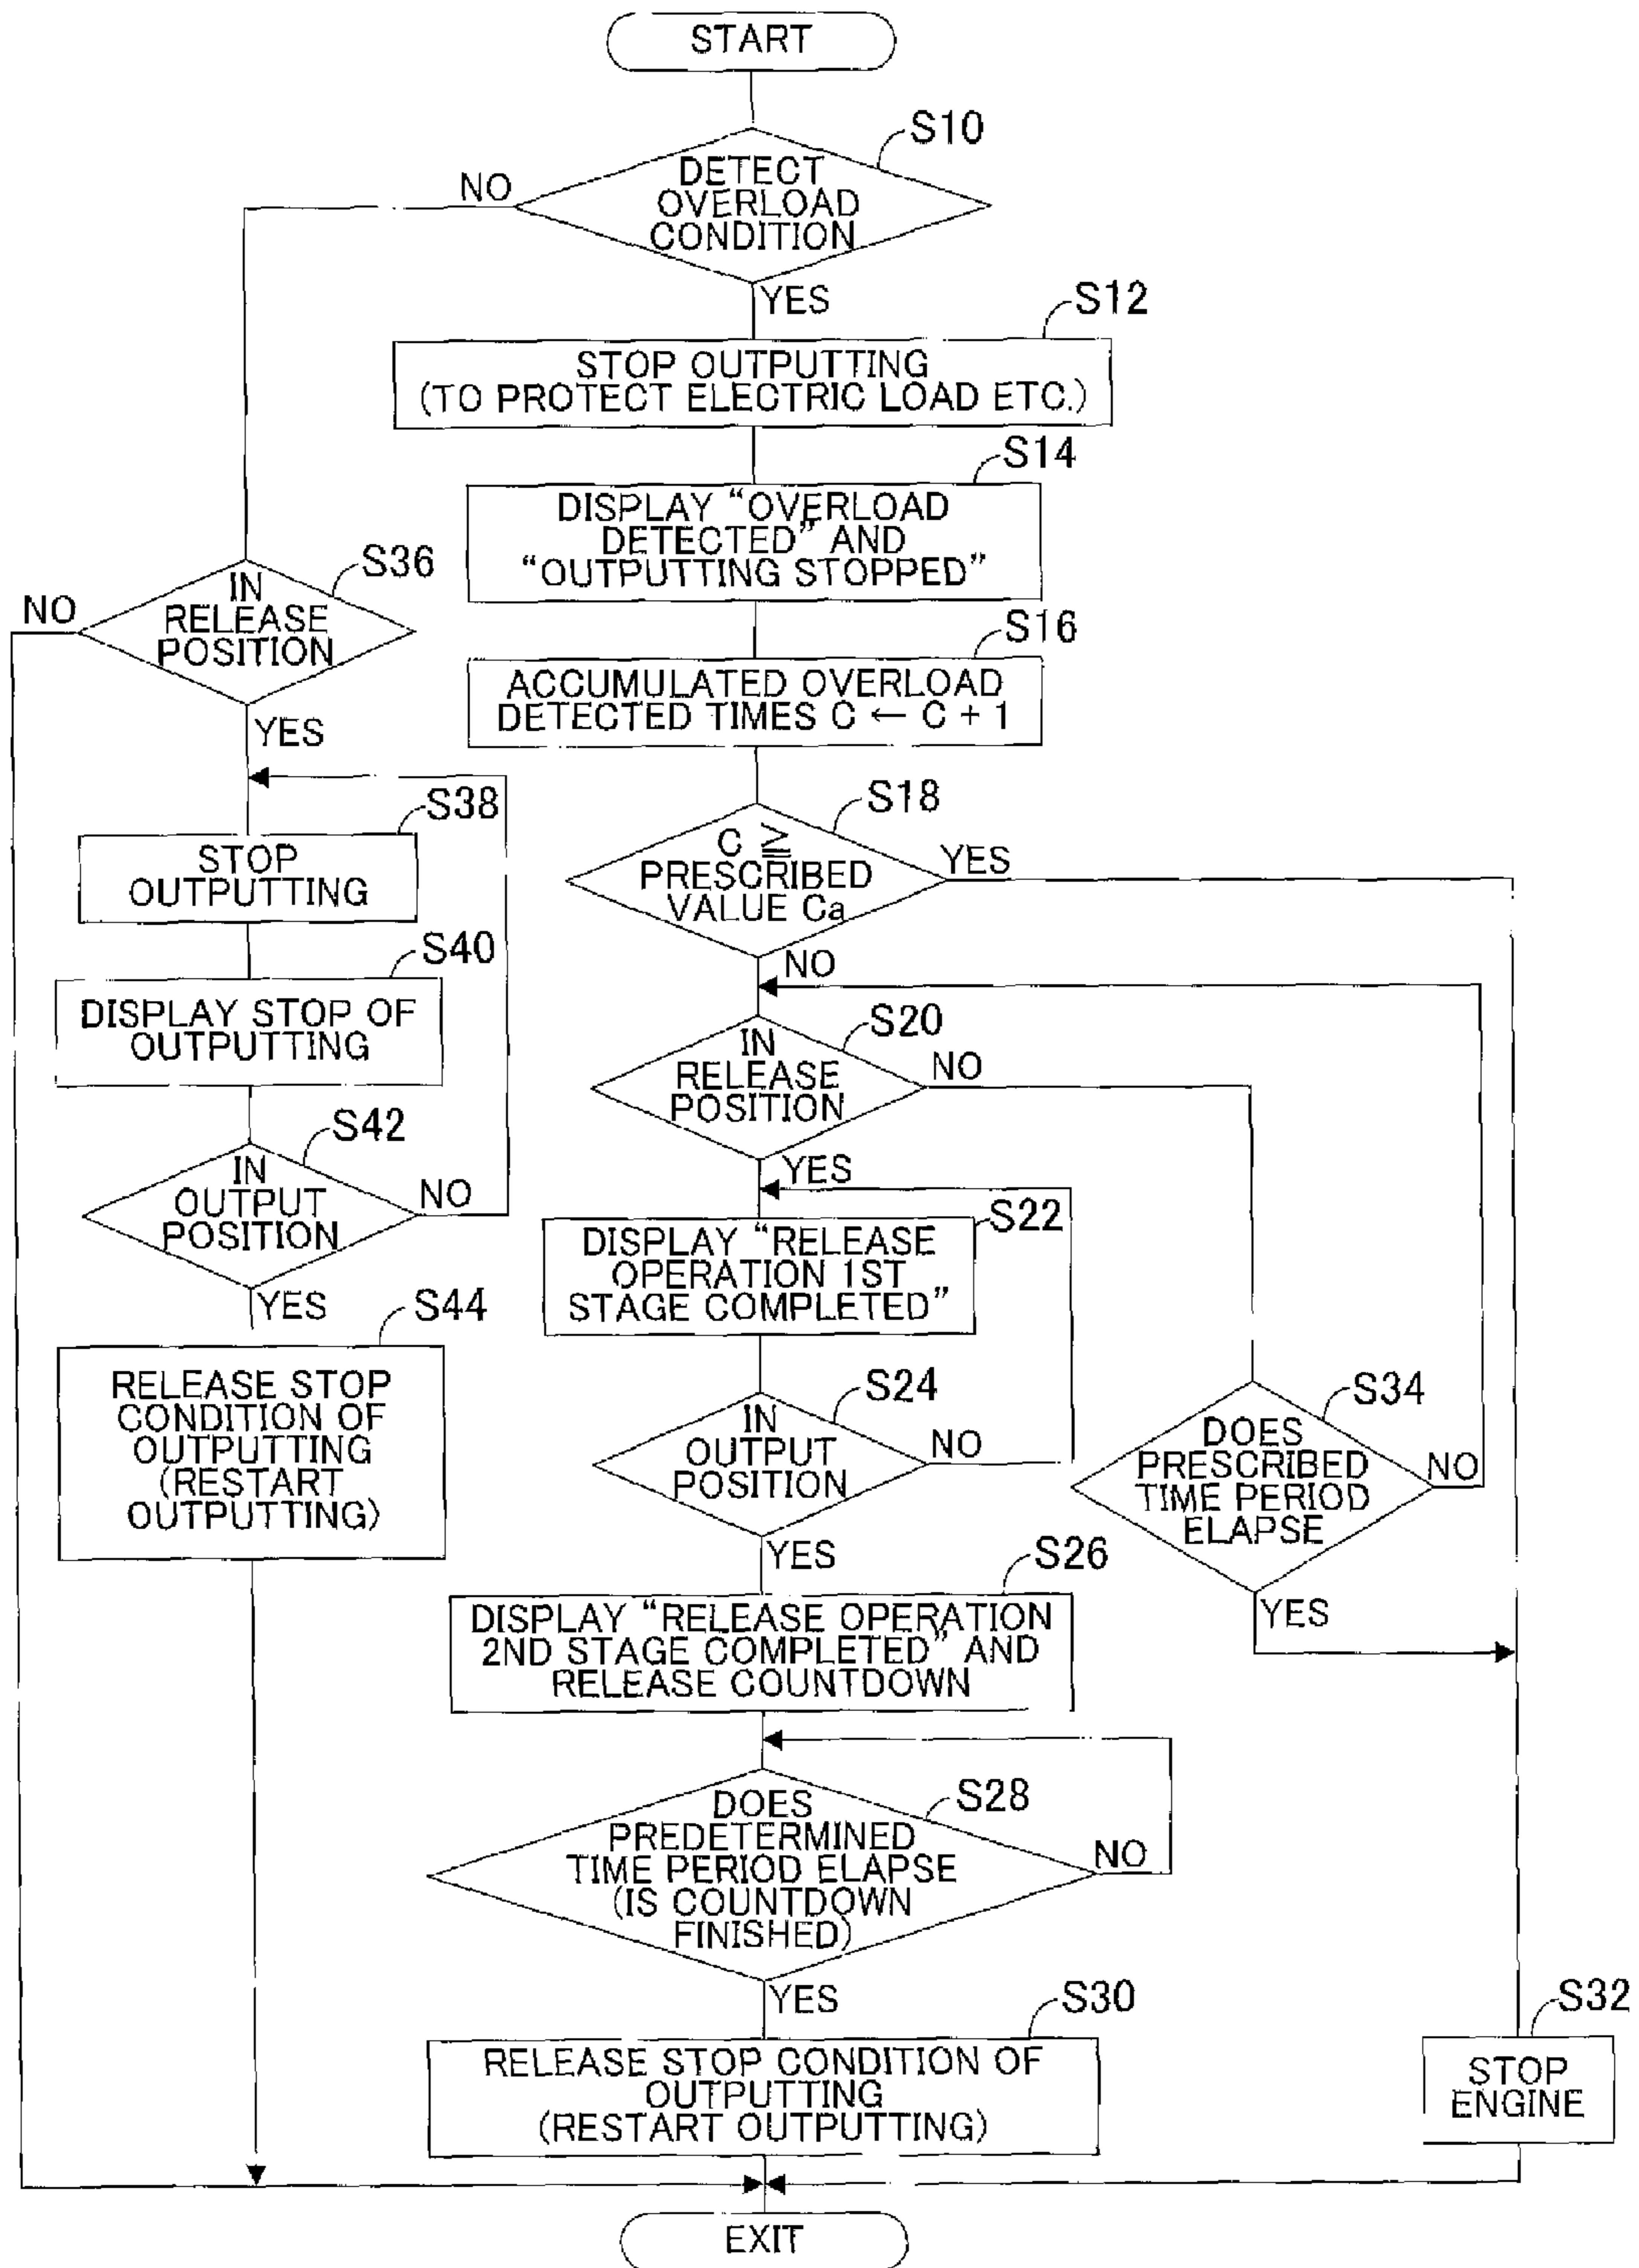 START
S10
DETECT
OVERLOAD
CONDITION
NO
YES
S12
STOP OUTPUTTING
(TO PROTECT ELECTRIC LOAD ETC.)
S14
DISPLAY “OVERLOAD
DETECTED” AND
“OUTPUTTING STOPPED”
S16
ACCUMULATED OVERLOAD
DETECTED TIMES C ← C + 1
S18
C ≧
PRESCRIBED
VALUE Ca
YES
NO
S20
IN
RELEASE
POSITION
NO
YES
S22
DISPLAY “RELEASE
OPERATION 1ST
STAGE COMPLETED”
S24
IN
OUTPUT
POSITION
NO
YES
S26
DISPLAY “RELEASE OPERATION
2ND STAGE COMPLETED” AND
RELEASE COUNTDOWN
S28
DOES
PREDETERMINED
TIME PERIOD ELAPSE
(IS COUNTDOWN
FINISHED)
NO
YES
S30
RELEASE STOP CONDITION OF
OUTPUTTING
(RESTART OUTPUTTING)
S34
DOES
PRESCRIBED
TIME PERIOD
ELAPSE
NO
YES
S32
STOP
ENGINE
S36
IN
RELEASE
POSITION
NO
YES
S38
STOP
OUTPUTTING
S40
DISPLAY STOP OF
OUTPUTTING
S42
IN
OUTPUT
POSITION
NO
YES
S44
RELEASE STOP
CONDITION OF
OUTPUTTING
(RESTART
OUTPUTTING)
EXIT